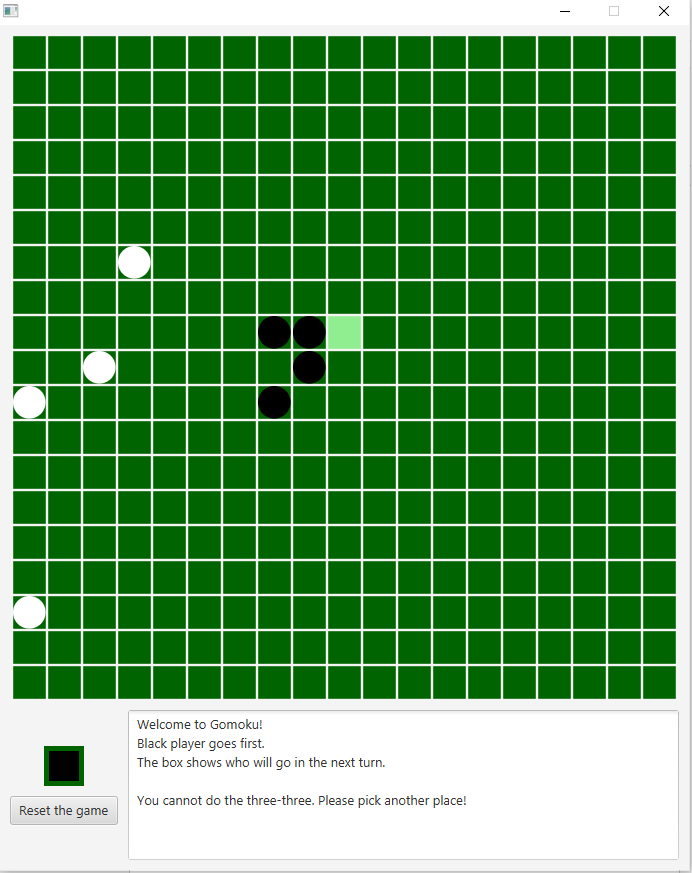 Welcome to Gomoku!
Black player goes first.
The box shows who will go in the next turn.
You cannot do the three-three. Please pick another place!
Reset the game